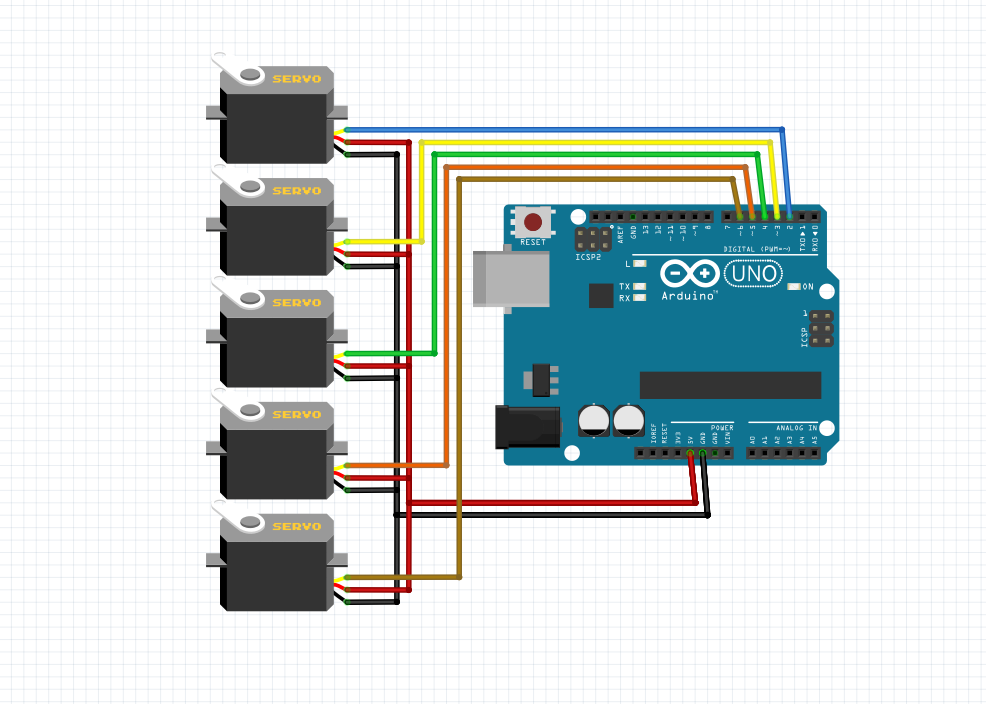 SERVO
SERVO
SERVO
SERVO
SERVO
RESET
ICSP2
AREF
GND
13
12
~11
~10
~9
8
7
~6
~5
4
~3
2
TXO▶1
RXO◀0
DIGITAL (PWM=~)
L
TX
RX
UNO
Arduino™
ON
1
ICSP
IOREF
RESET
3V3
5V
GND
GND
VIN
POWER
ANALOG IN
A0
A1
A2
A3
A4
A5